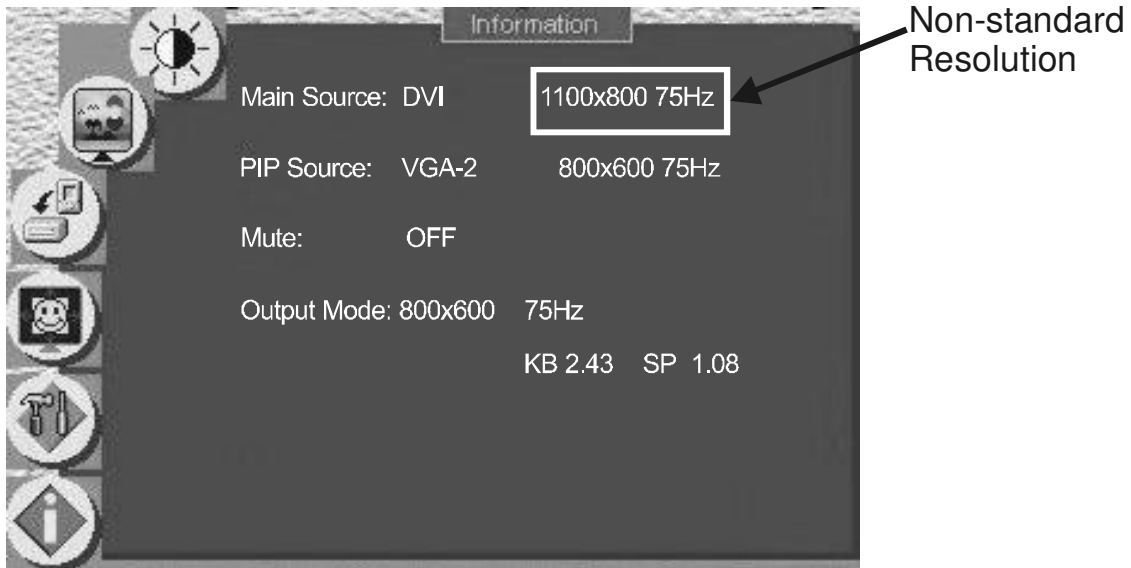 Information
Non-standard
Resolution
Main Source: DVI 1100x800 75Hz
PIP Source: VGA-2 800x600 75Hz
Mute: OFF
Output Mode: 800x600 75Hz
KB 2.43 SP 1.08